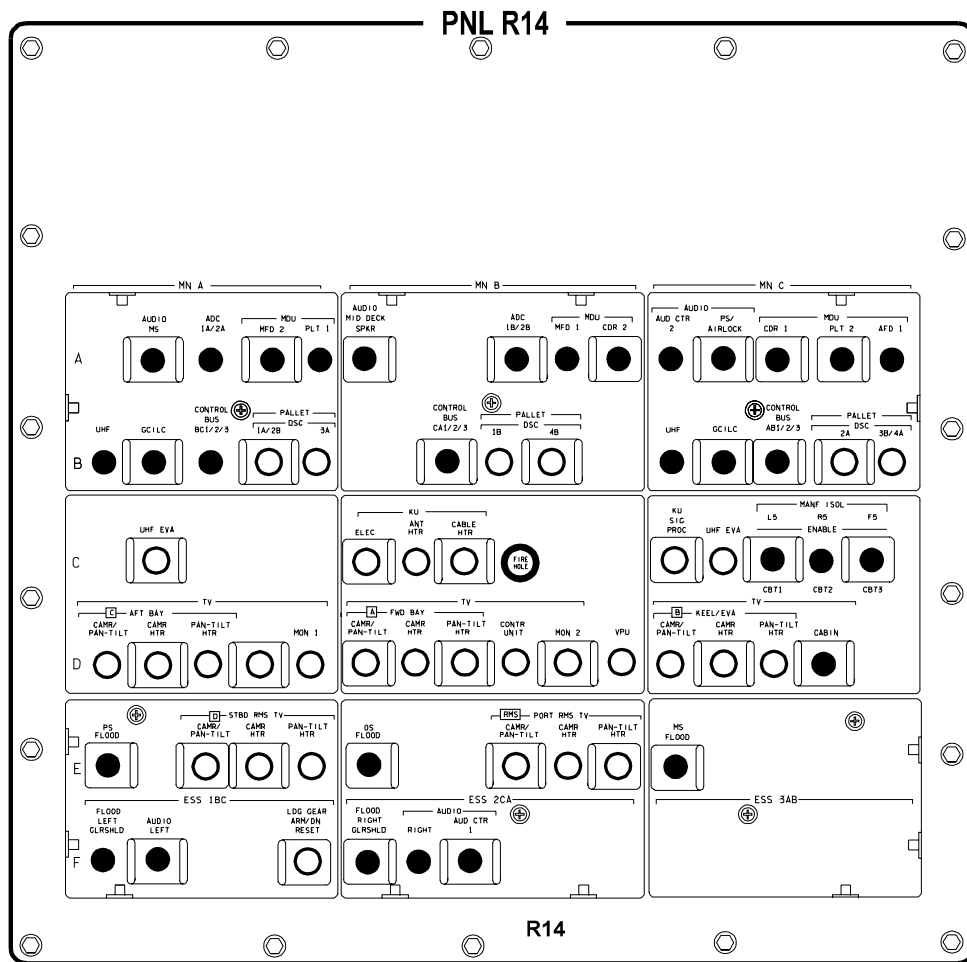 PNL R14
MN A MN B MN C
AUDIO MS ADC 1A/2A MDU MFD 2 PLT 1
AUDIO MID DECK SPKR ADC 1B/2B MDU MFD 1 CDR 2
AUDIO AUD CTR 2 PS/ AIRLOCK MDU CDR 1 PLT 2 AFD 1
A
UHF GCILC CONTROL BUS BC1/2/3 PALLET DSC 1A/2B 3A
CONTROL BUS CA1/2/3 PALLET DSC 1B 4B
UHF GCILC CONTROL BUS AB1/2/3 PALLET DSC 2A 3B/4A
B
UHF EVA
KU ELEC ANT HTR CABLE HTR FIRE HOLE
KU SIG PROC UHF EVA MANF ISOL L5 R5 F5 ENABLE CBT1 CBT2 CBT3
C
TV C AFT BAY CAMR/ PAN-TILT CAMR HTR PAN-TILT HTR MON 1
TV A FWD BAY CAMR/ PAN-TILT CAMR HTR PAN-TILT HTR CONTR UNIT MON 2 VPU
TV B KEEL/EVA CAMR/ PAN-TILT CAMR HTR PAN-TILT HTR CABIN
D
PS FLOOD D STBD RMS TV CAMR/ PAN-TILT CAMR HTR PAN-TILT HTR
OS FLOOD RMS PORT RMS TV CAMR/ PAN-TILT CAMR HTR PAN-TILT HTR
MS FLOOD
E
ESS 1BC ESS 2CA ESS 3AB
FLOOD LEFT GLRSHLD AUDIO LEFT LDG GEAR ARM/DN RESET
FLOOD RIGHT GLRSHLD AUDIO RIGHT AUD CTR 1
F
R14